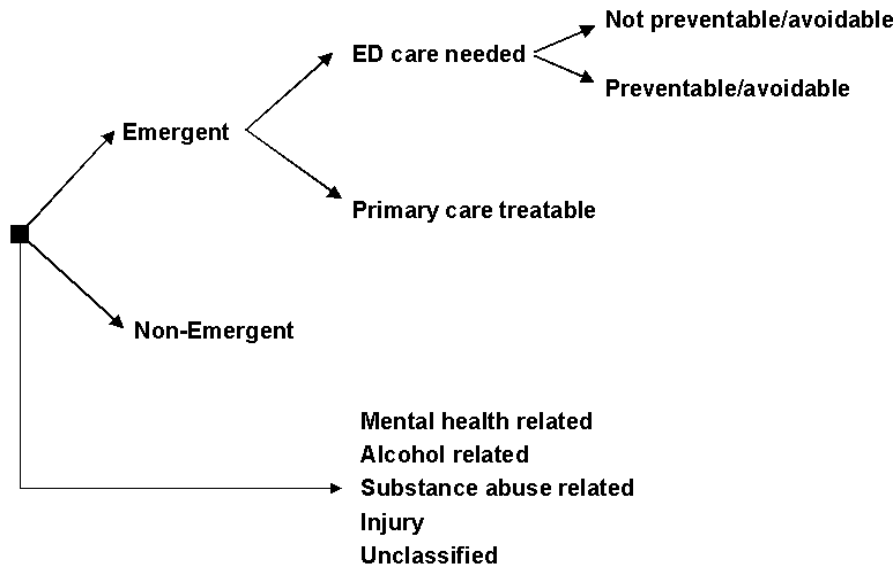 Not preventable/avoidable
ED care needed
Preventable/avoidable
Emergent
Primary care treatable
Non-Emergent
Mental health related
Alcohol related
Substance abuse related
Injury
Unclassified